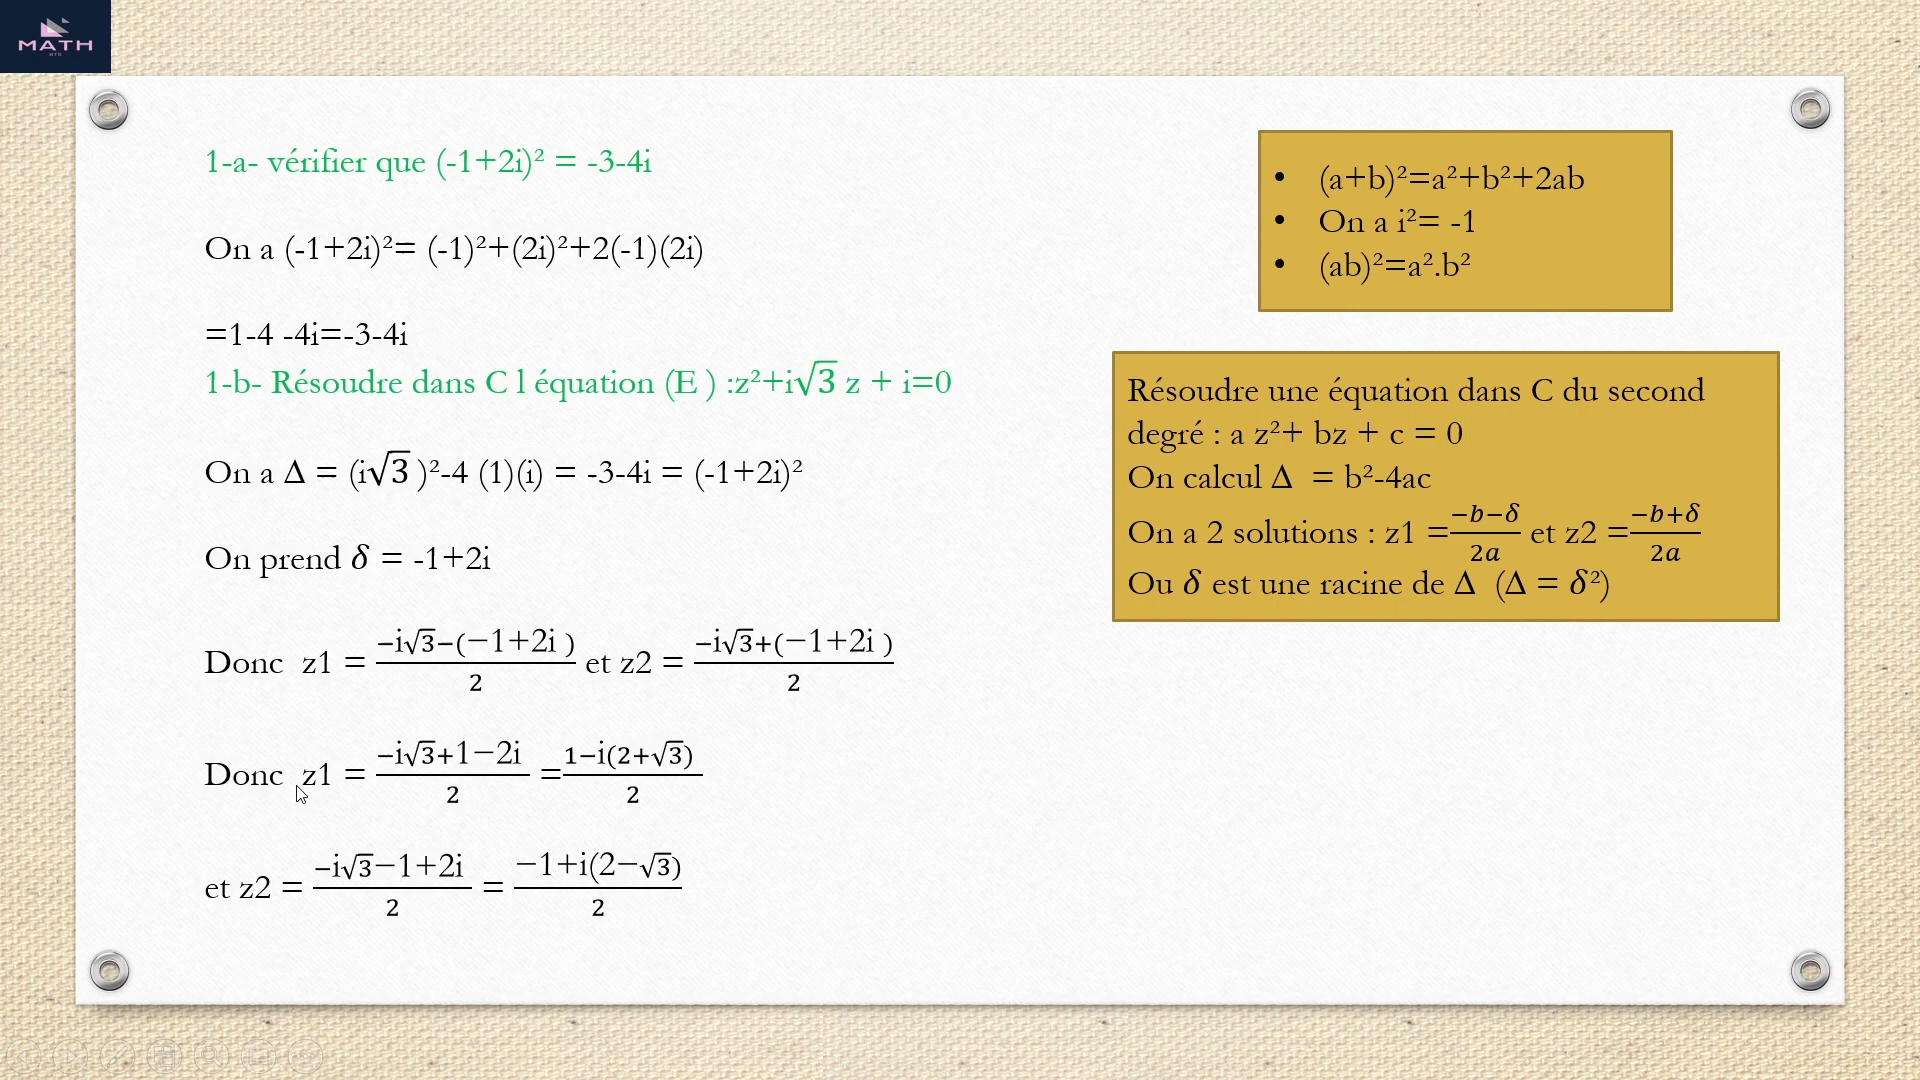 MATH
1-a- vérifier que (-1+2i)² = -3-4i
On a (-1+2i)²= (-1)²+(2i)²+2(-1)(2i)
=1-4 -4i=-3-4i
1-b- Résoudre dans C l équation (E ) :z²+i√3 z + i=0
On a Δ = (i√3 )²-4 (1)(i) = -3-4i = (-1+2i)²
On prend δ = -1+2i
Donc z1 = (−i√3−(−1+2i ))/2 et z2 = (−i√3+(−1+2i ))/2
Donc z1 = (−i√3+1−2i)/2 =(1−i(2+√3))/2
et z2 = (−i√3−1+2i)/2 = (−1+i(2−√3))/2
• (a+b)²=a²+b²+2ab
• On a i²= -1
• (ab)²=a².b²
Résoudre une équation dans C du second
degré : a z²+ bz + c = 0
On calcul Δ = b²-4ac
On a 2 solutions : z1 =(−b−δ)/2a et z2 =(−b+δ)/2a
Ou δ est une racine de Δ (Δ = δ²)